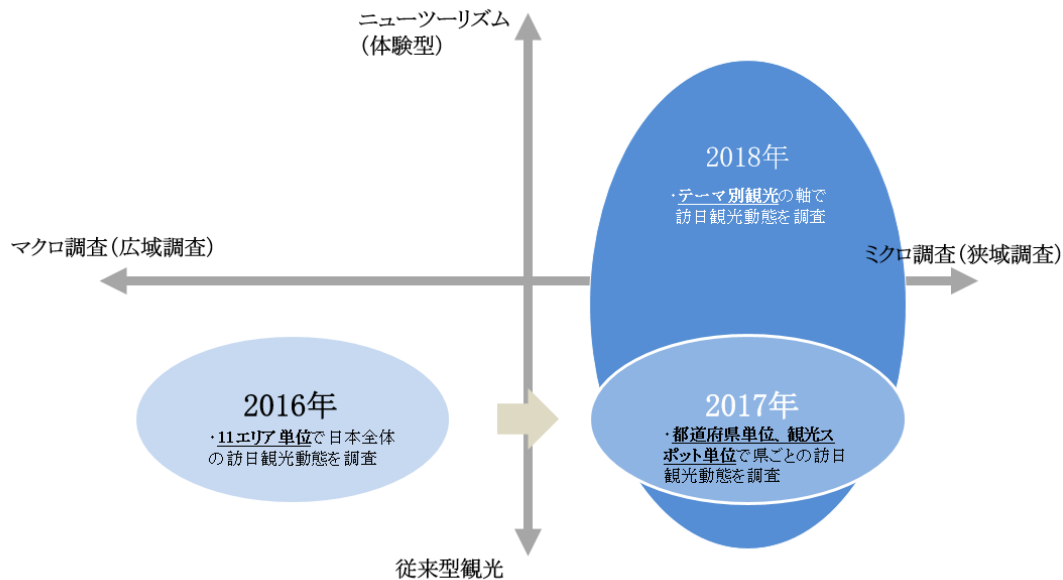 ニューツーリズム
（体験型）
2018年
・テーマ別観光の軸で
訪日観光動態を調査
マクロ調査（広域調査）
ミクロ調査（狭域調査）
2016年
・11エリア単位で日本全体
の訪日観光動態を調査
2017年
・都道府県単位、観光ス
ポット単位で県ごとの訪日
観光動態を調査
従来型観光